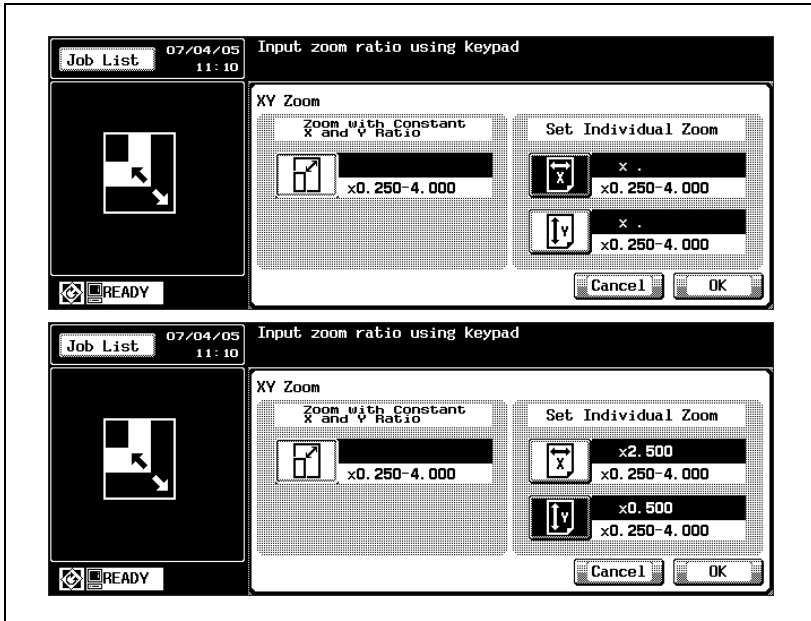 Job List 07/04/05 Input zoom ratio using keypad
11:10
XY Zoom
Zoom with Constant
X and Y Ratio
Set Individual Zoom
X x .
x0.250-4.000 x0.250-4.000
Y x .
x0.250-4.000
READY
Cancel OK
Job List 07/04/05 Input zoom ratio using keypad
11:10
XY Zoom
Zoom with Constant
X and Y Ratio
Set Individual Zoom
X x2.500
x0.250-4.000 x0.250-4.000
Y x0.500
x0.250-4.000
READY
Cancel OK